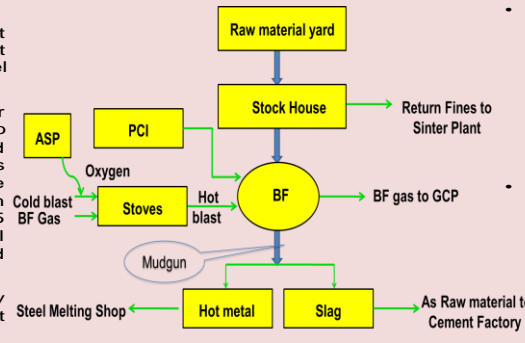 Raw material yard
Stock House
Return Fines to
Sinter Plant
ASP
PCI
Oxygen
Cold blast
BF Gas
Stoves
Hot
blast
BF
BF gas to GCP
Mudgun
Steel Melting Shop
Hot metal
Slag
As Raw material to
Cement Factory